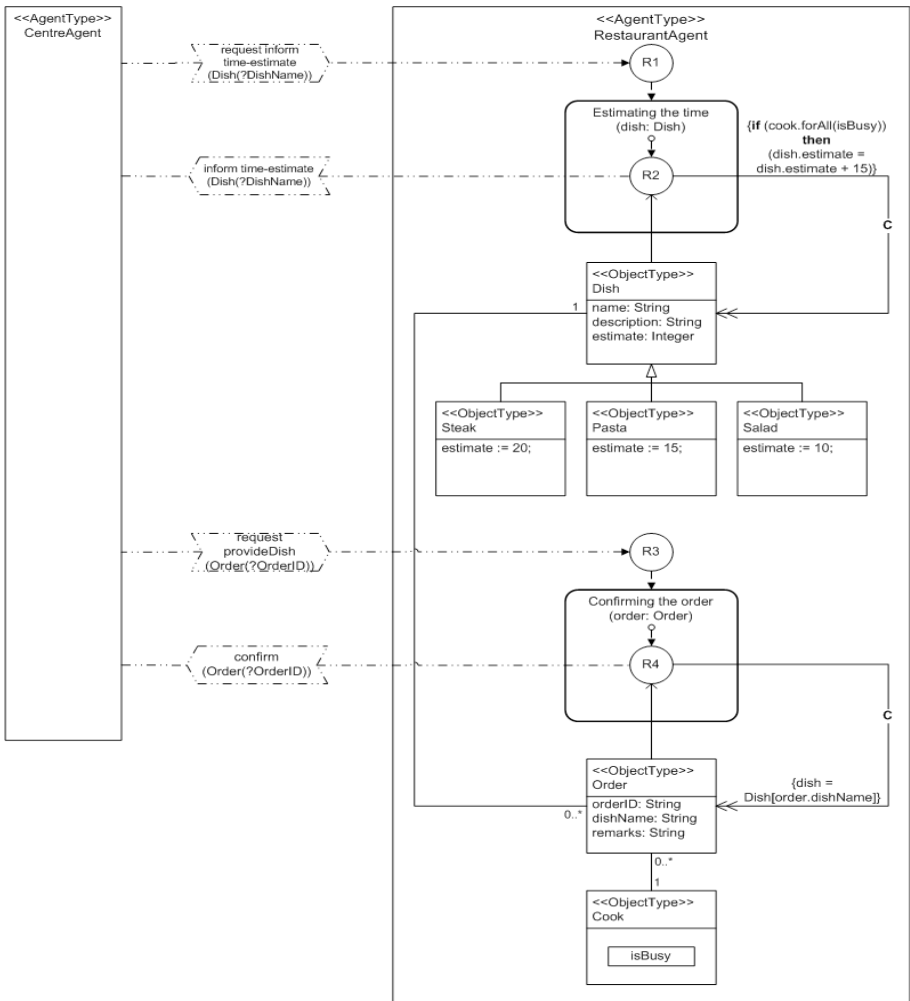 <<AgentType>>
CentreAgent
<<AgentType>>
RestaurantAgent
request inform
time-estimate
(Dish(?DishName))
R1
Estimating the time
(dish: Dish)
{if (cook.forAll(isBusy))
then
(dish.estimate =
dish.estimate + 15)}
inform time-estimate
(Dish(?DishName))
R2
C
<<ObjectType>>
Dish
1
name: String
description: String
estimate: Integer
<<ObjectType>>
Steak
estimate := 20;
<<ObjectType>>
Pasta
estimate := 15;
<<ObjectType>>
Salad
estimate := 10;
request
provideDish
(Order(?OrderID))
R3
Confirming the order
(order: Order)
confirm
(Order(?OrderID))
R4
C
<<ObjectType>>
Order
{dish =
Dish[order.dishName]}
0..*
orderID: String
dishName: String
remarks: String
0..*
1
<<ObjectType>>
Cook
isBusy